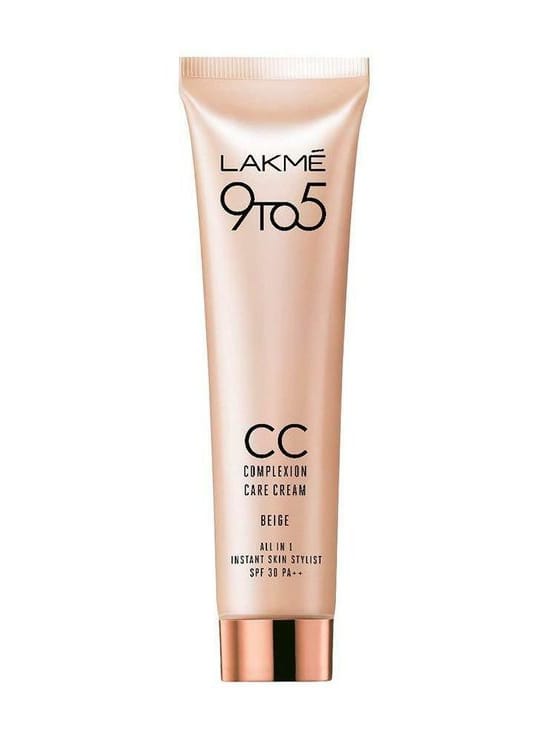 LAKMÉ
9TO5
CC
COMPLEXION
CARE CREAM
BEIGE
ALL IN 1
INSTANT SKIN STYLIST
SPF 30 PA++